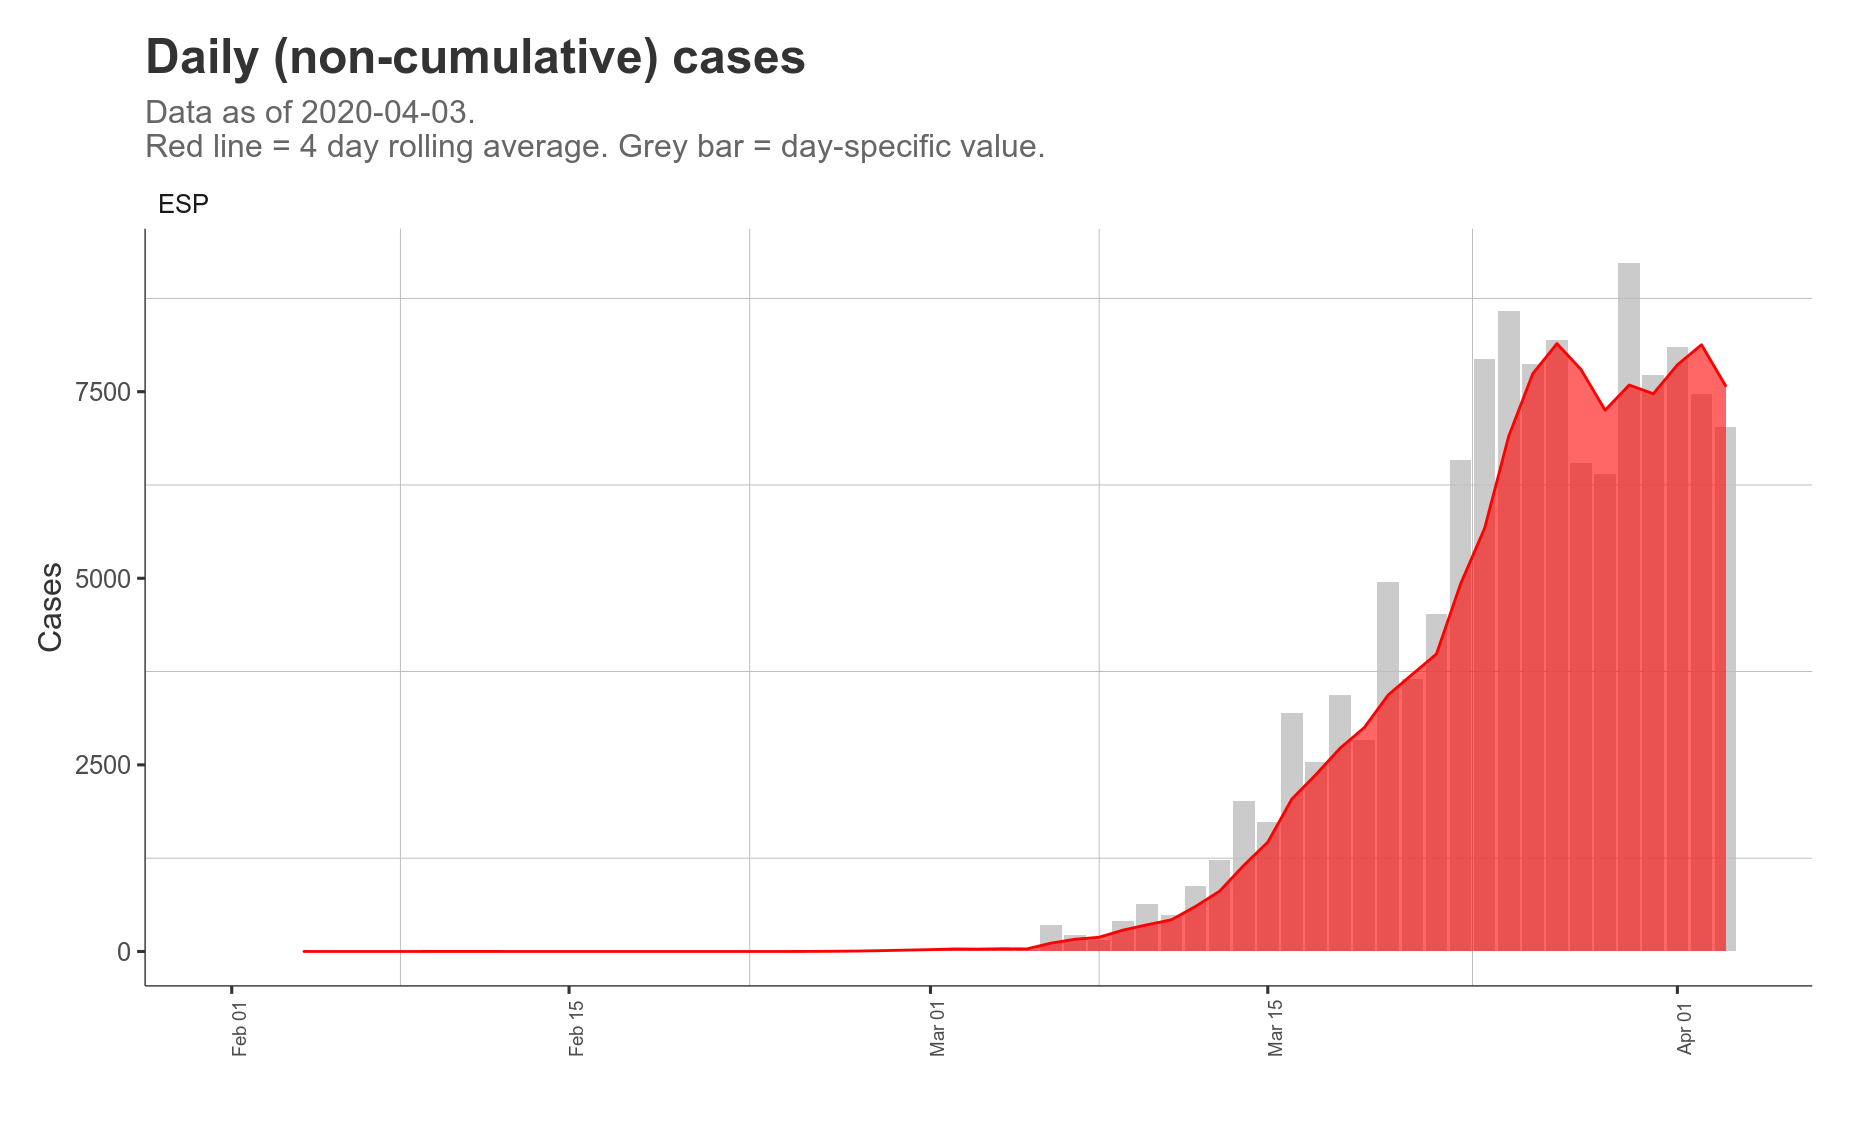 Daily (non-cumulative) cases
Data as of 2020-04-03.
Red line = 4 day rolling average. Grey bar = day-specific value.
ESP
Cases
7500
5000
2500
0
Feb 01
Feb 15
Mar 01
Mar 15
Apr 01